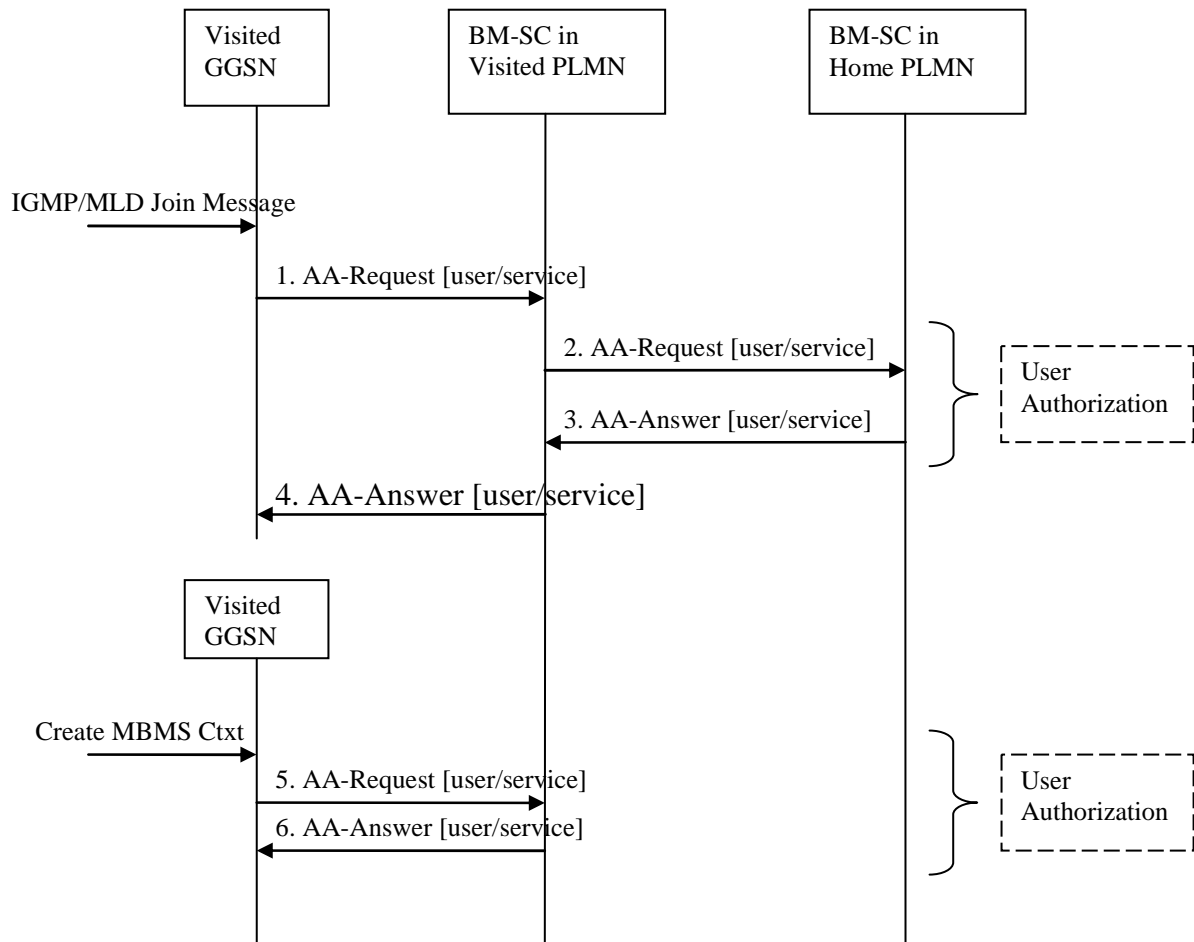 Visited
GGSN
BM-SC in
Visited PLMN
BM-SC in
Home PLMN
IGMP/MLD Join Message
1. AA-Request [user/service]
2. AA-Request [user/service]
User
Authorization
3. AA-Answer [user/service]
4. AA-Answer [user/service]
Visited
GGSN
Create MBMS Ctxt
5. AA-Request [user/service]
User
Authorization
6. AA-Answer [user/service]